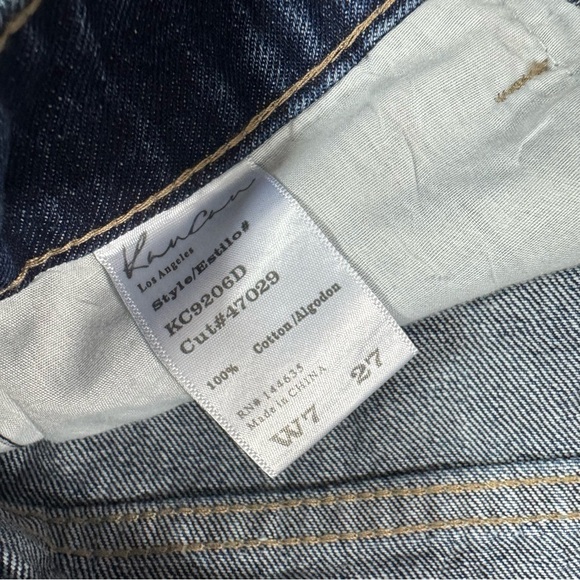 KanCan
Los Angeles
Style/Estilo#
KC9206D
Cut#47029
100% Cotton/Algodon
RN# 144635
Made in CHINA
W7 27